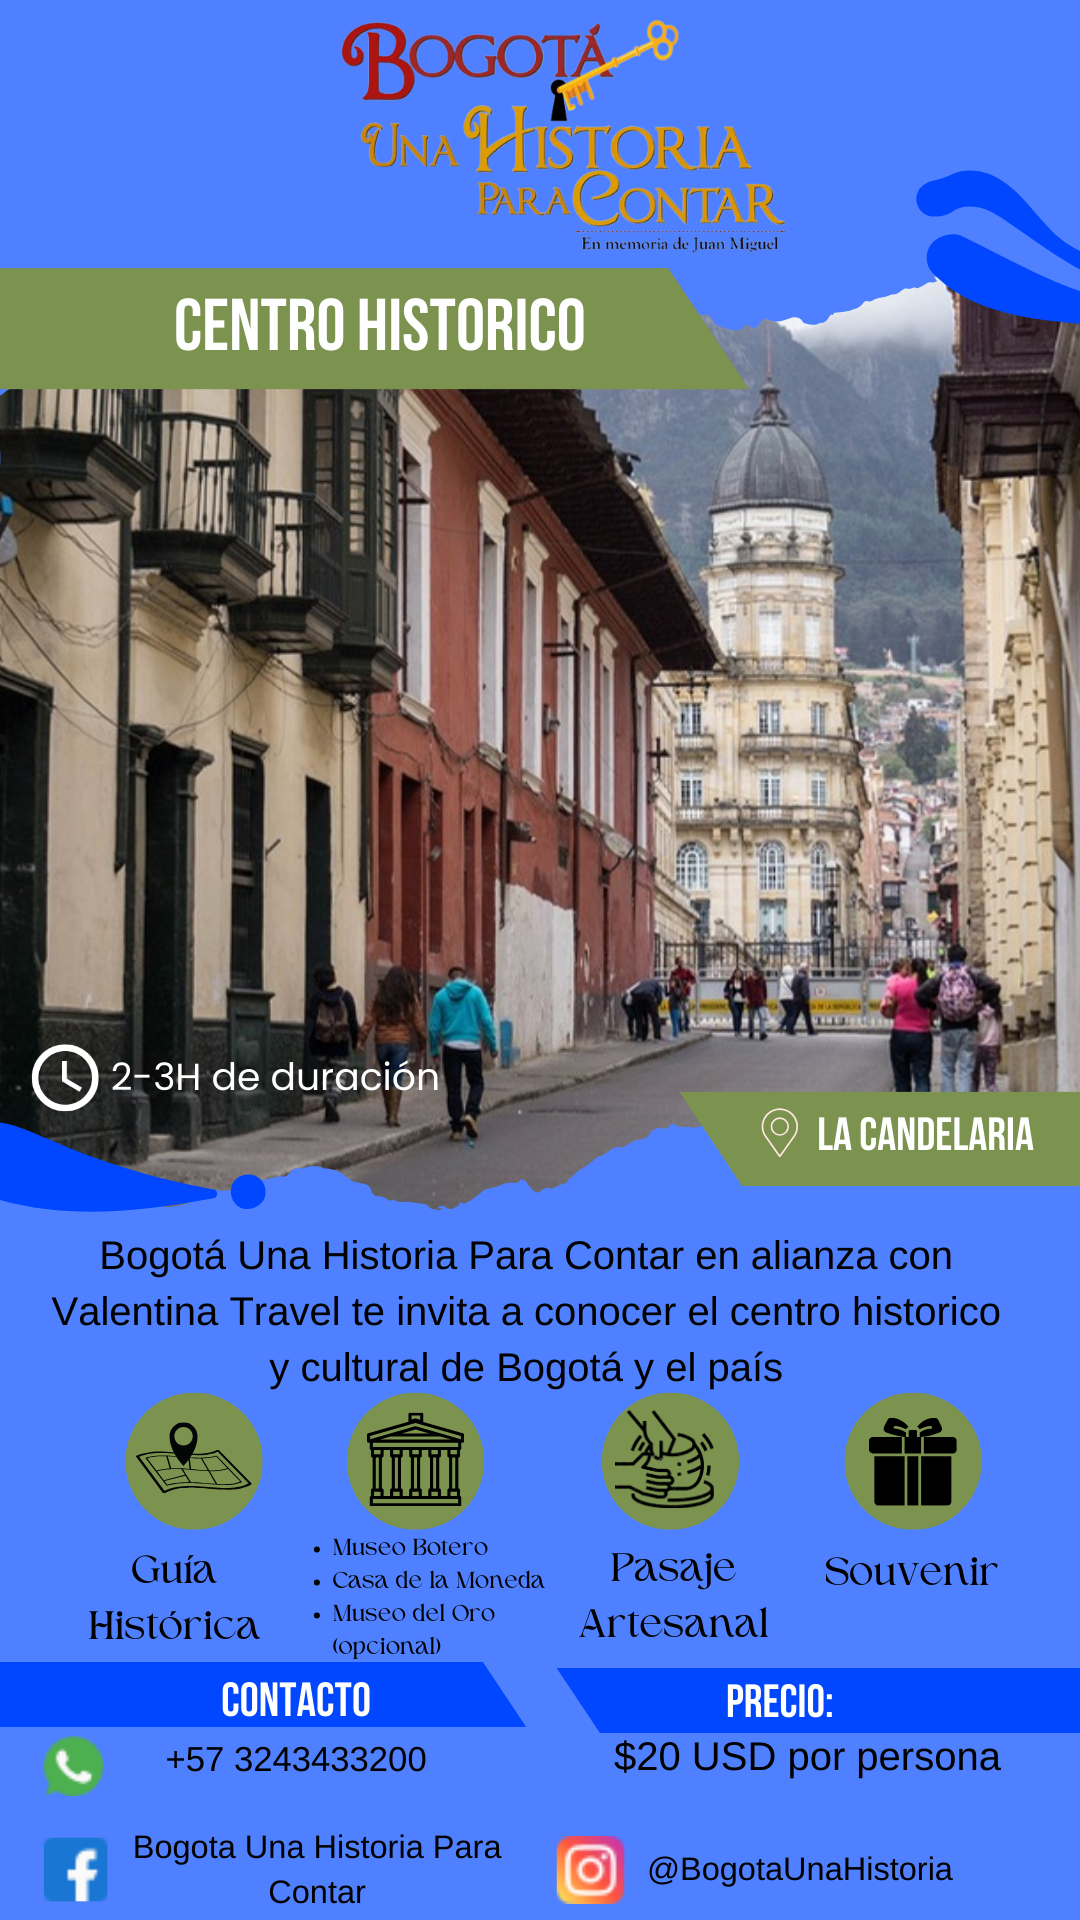 BOGOTÁ
UNA HISTORIA
PARA CONTAR
En memoria de Juan Miguel
CENTRO HISTORICO
2-3H de duración
LA CANDELARIA
Bogotá Una Historia Para Contar en alianza con
Valentina Travel te invita a conocer el centro historico
y cultural de Bogotá y el país
Guía
Histórica
• Museo Botero
• Casa de la Moneda
• Museo del Oro
(opcional)
Pasaje
Artesanal
Souvenir
CONTACTO
+57 3243433200
PRECIO:
$20 USD por persona
Bogota Una Historia Para
Contar
@BogotaUnaHistoria